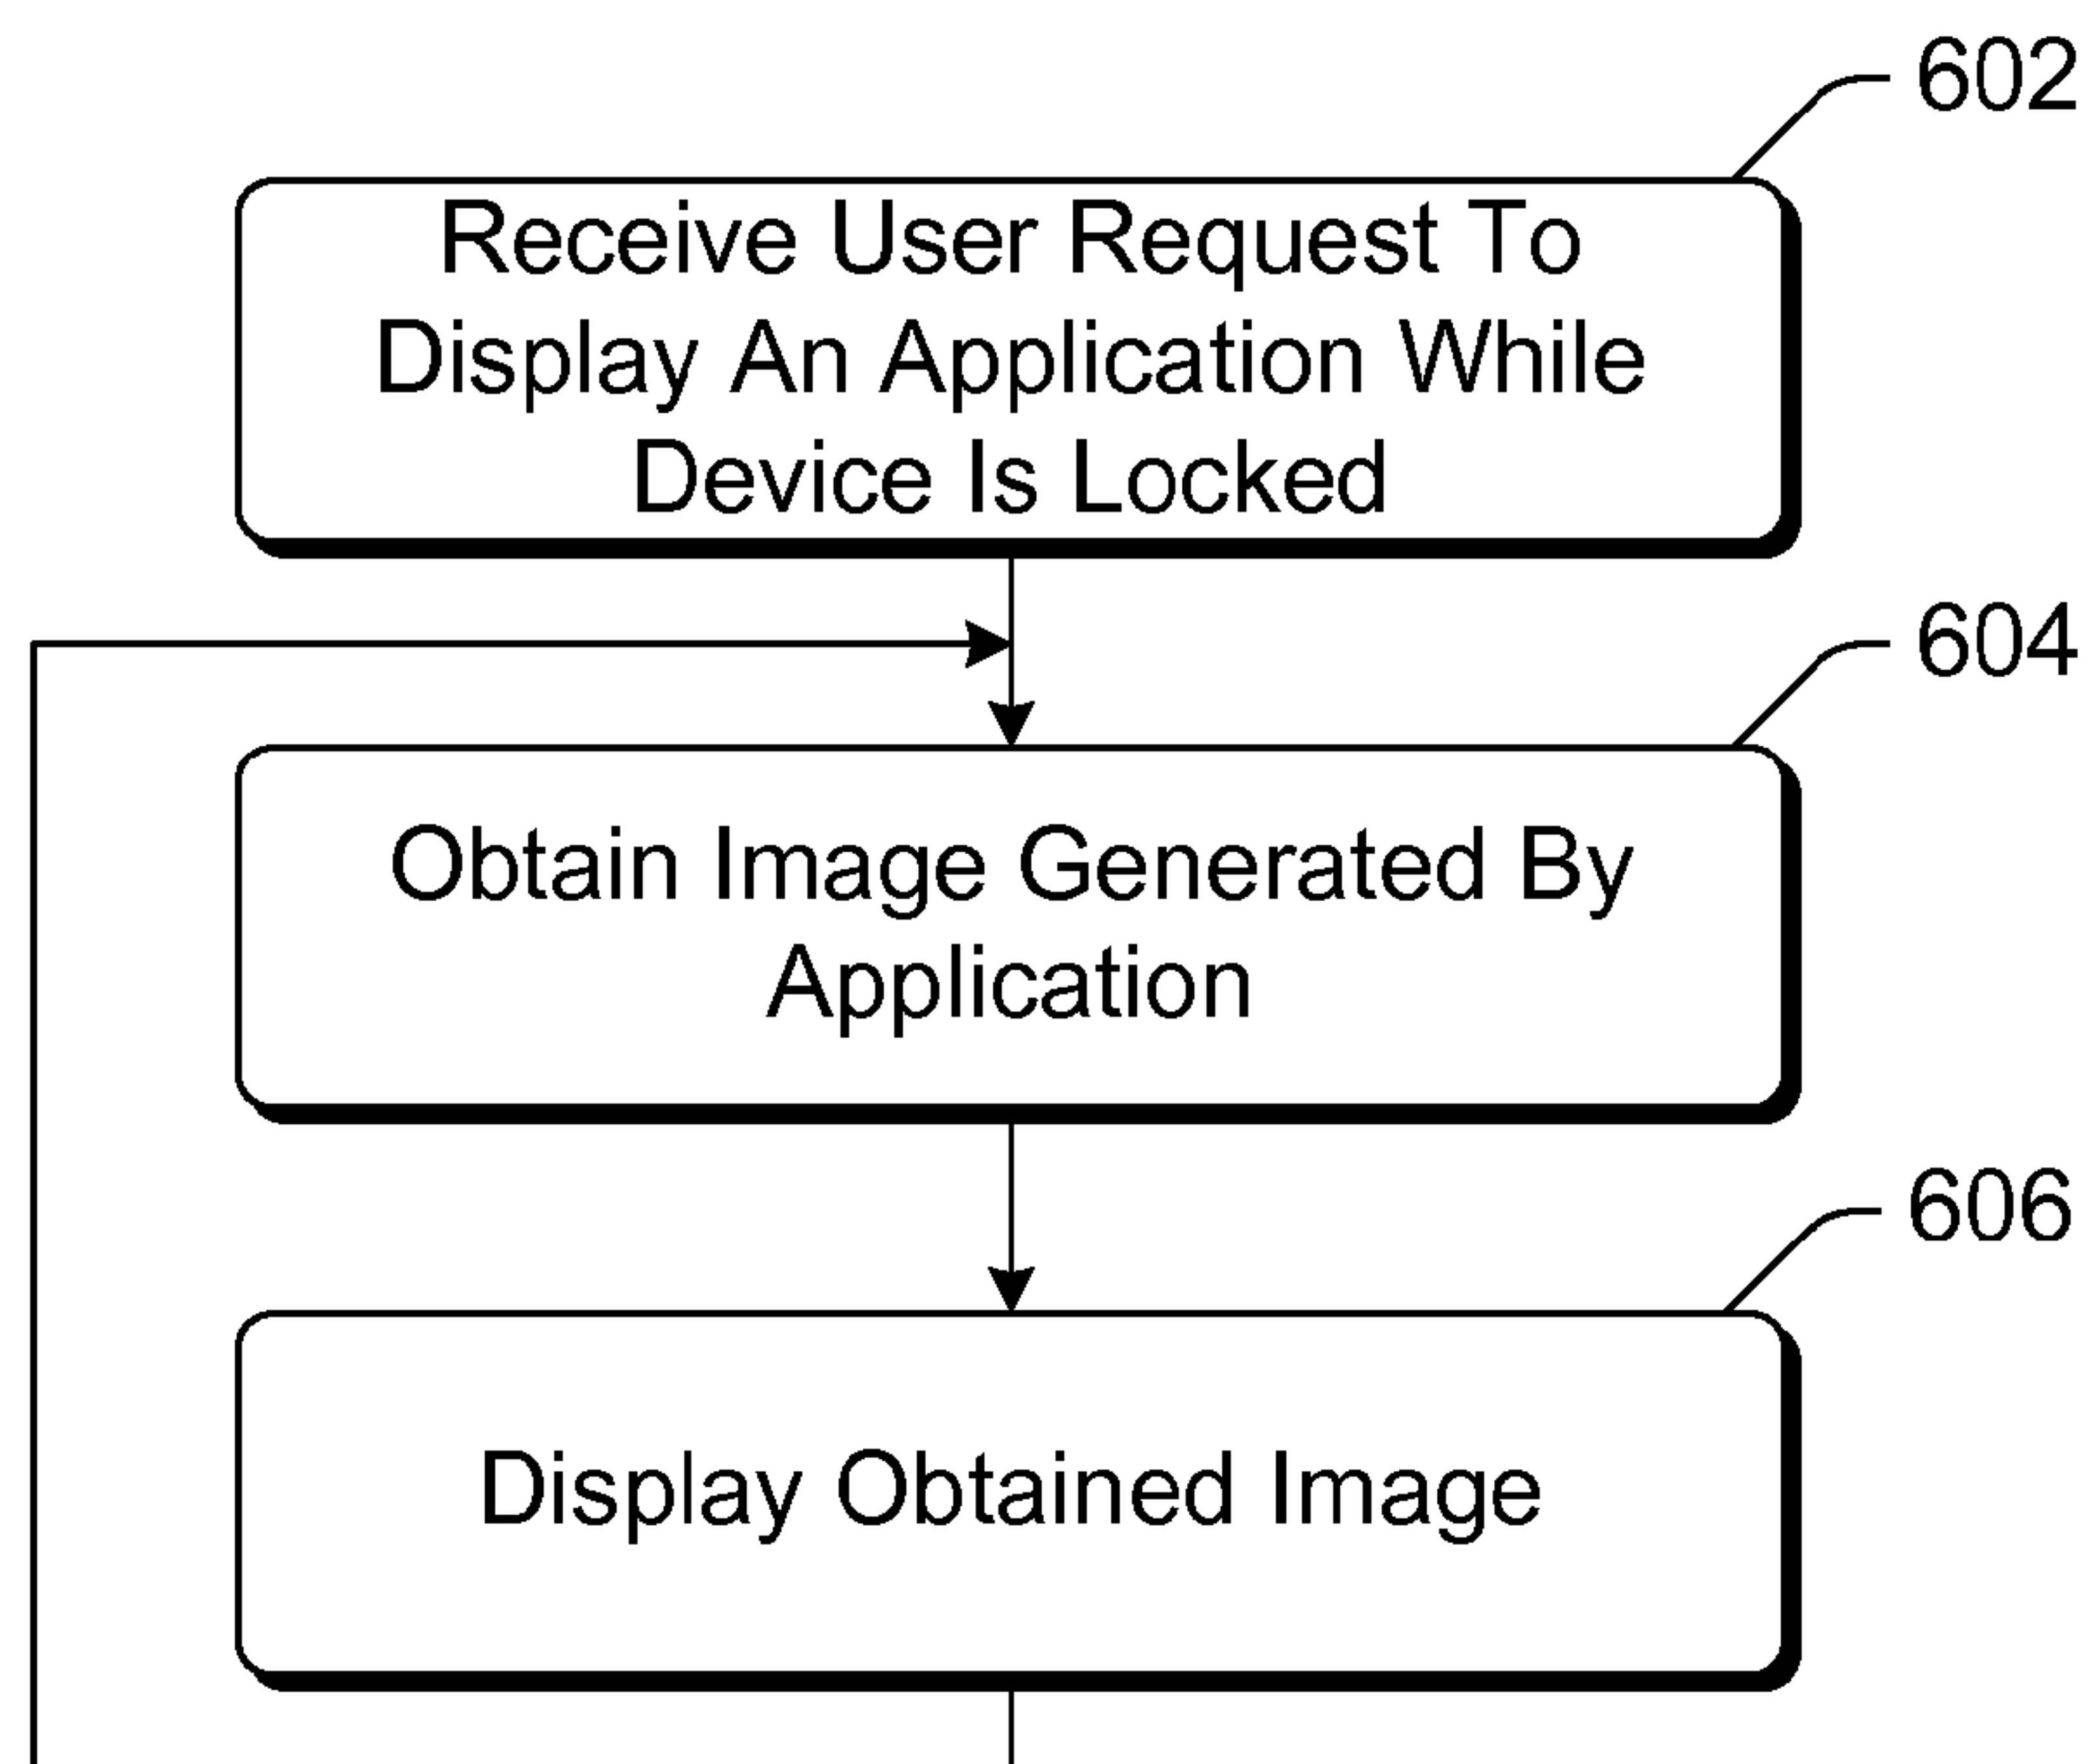 602
Receive User Request To
Display An Application While
Device Is Locked
604
Obtain Image Generated By
Application
606
Display Obtained Image